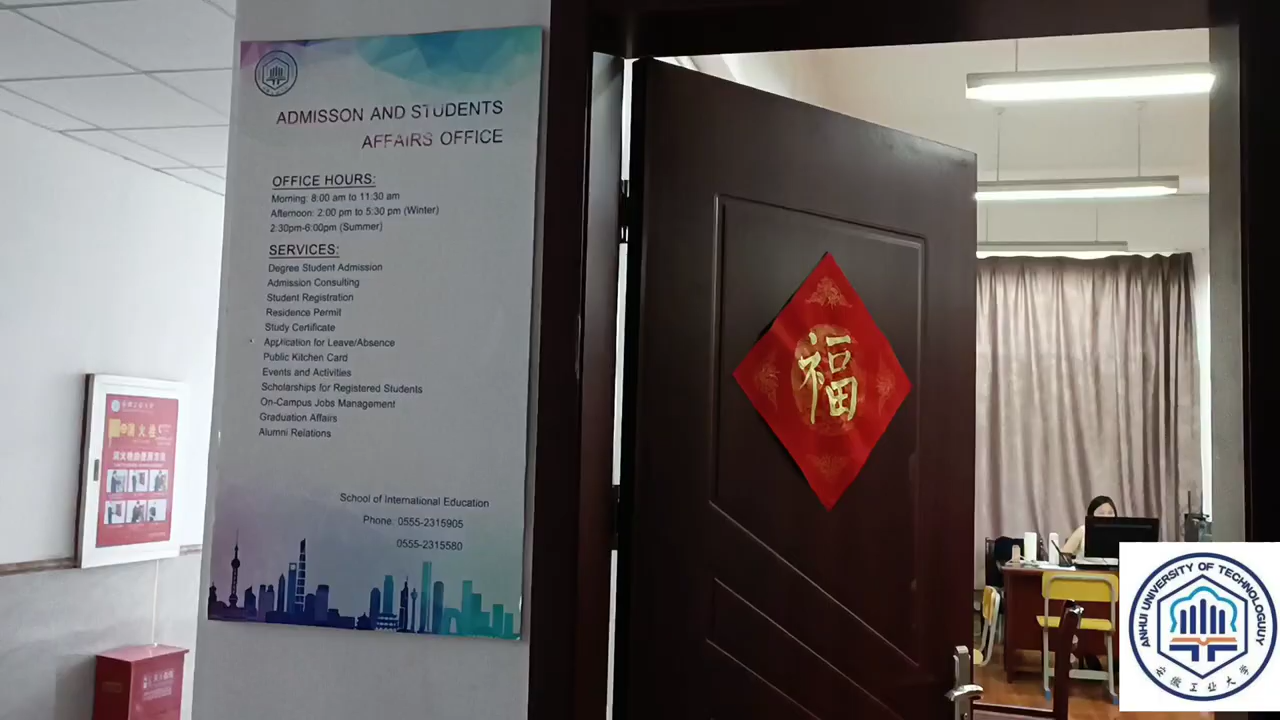 ADMISSON AND STUDENTS
AFFAIRS OFFICE
OFFICE HOURS:
Morning: 8:00 am to 11:30 am
Afternoon: 2:00 pm to 5:30 pm (Winter)
2:30pm-6:00pm (Summer)
SERVICES:
Degree Student Admission
Admission Consulting
Student Registration
Residence Permit
Study Certificate
Application for Leave/Absence
Public Kitchen Card
Events and Activities
Scholarships for Registered Students
On-Campus Jobs Management
Graduation Affairs
Alumni Relations
School of International Education
Phone: 0555-2315905
0555-2315580
福
ANHUI UNIVERSITY OF TECHNOLOGUUY
安徽工业大学